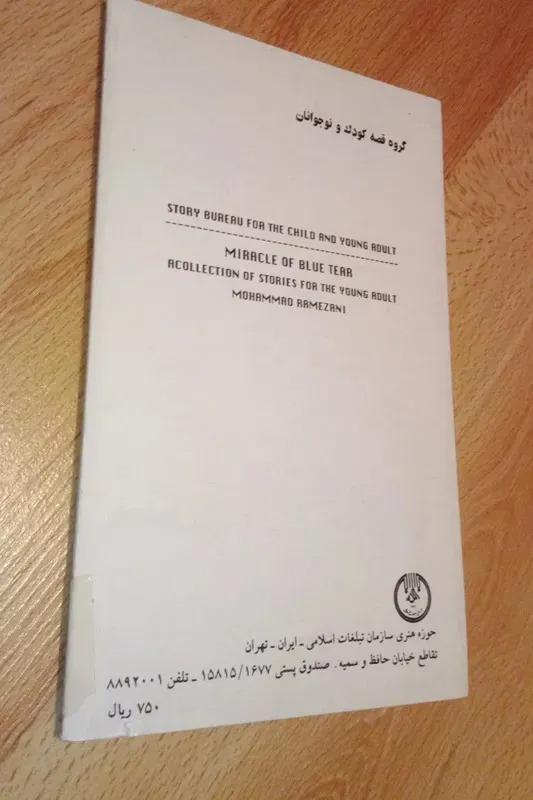 گروه قصه کودک و نوجوانان
STORY BUREAU FOR THE CHILD AND YOUNG ADULT
MIRACLE OF BLUE TEAR
ACOLLECTION OF STORIES FOR THE YOUNG ADULT
MOHAMMAD RAMEZANI
حوزه هنری سازمان تبلیغات اسلامی ـ ایران ـ تهران
تقاطع خیابان حافظ و سمیه. صندوق پستی ۱۵۸۱۵/۱۶۷۷ ـ تلفن ۸۸۹۲۰۰۱
۷۵۰ ریال